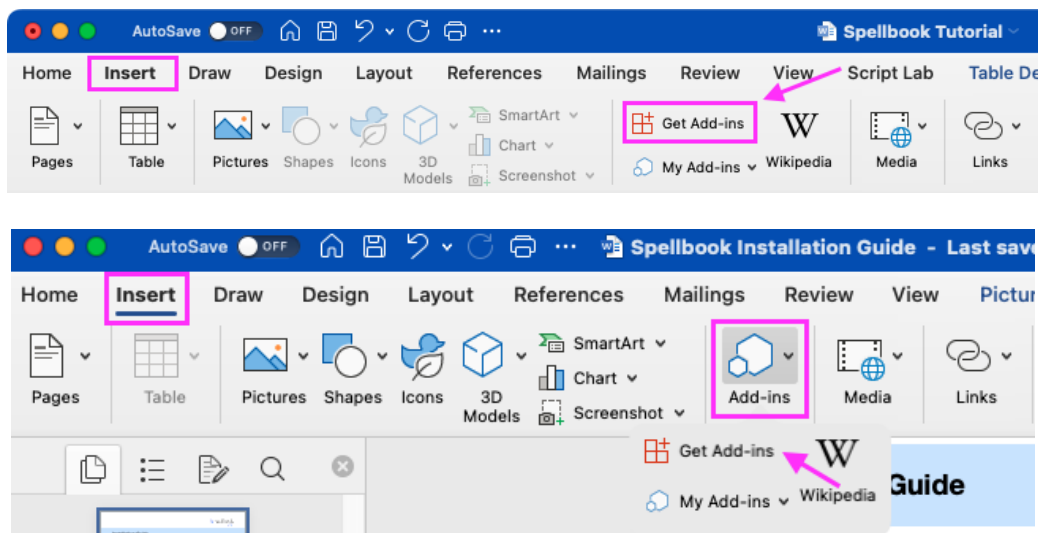 AutoSave OFF Spellbook Tutorial
Home Insert Draw Design Layout References Mailings Review View Script Lab Table De
SmartArt
Get Add-ins W
Chart
Pages Table Pictures Shapes Icons 3D Models My Add-ins Wikipedia Media Links
Screenshot
AutoSave OFF Spellbook Installation Guide - Last save
Home Insert Draw Design Layout References Mailings Review View Pictur
SmartArt
Chart
Pages Table Pictures Shapes Icons 3D Models Add-ins Media Links
Screenshot
Get Add-ins W
Guide
My Add-ins Wikipedia